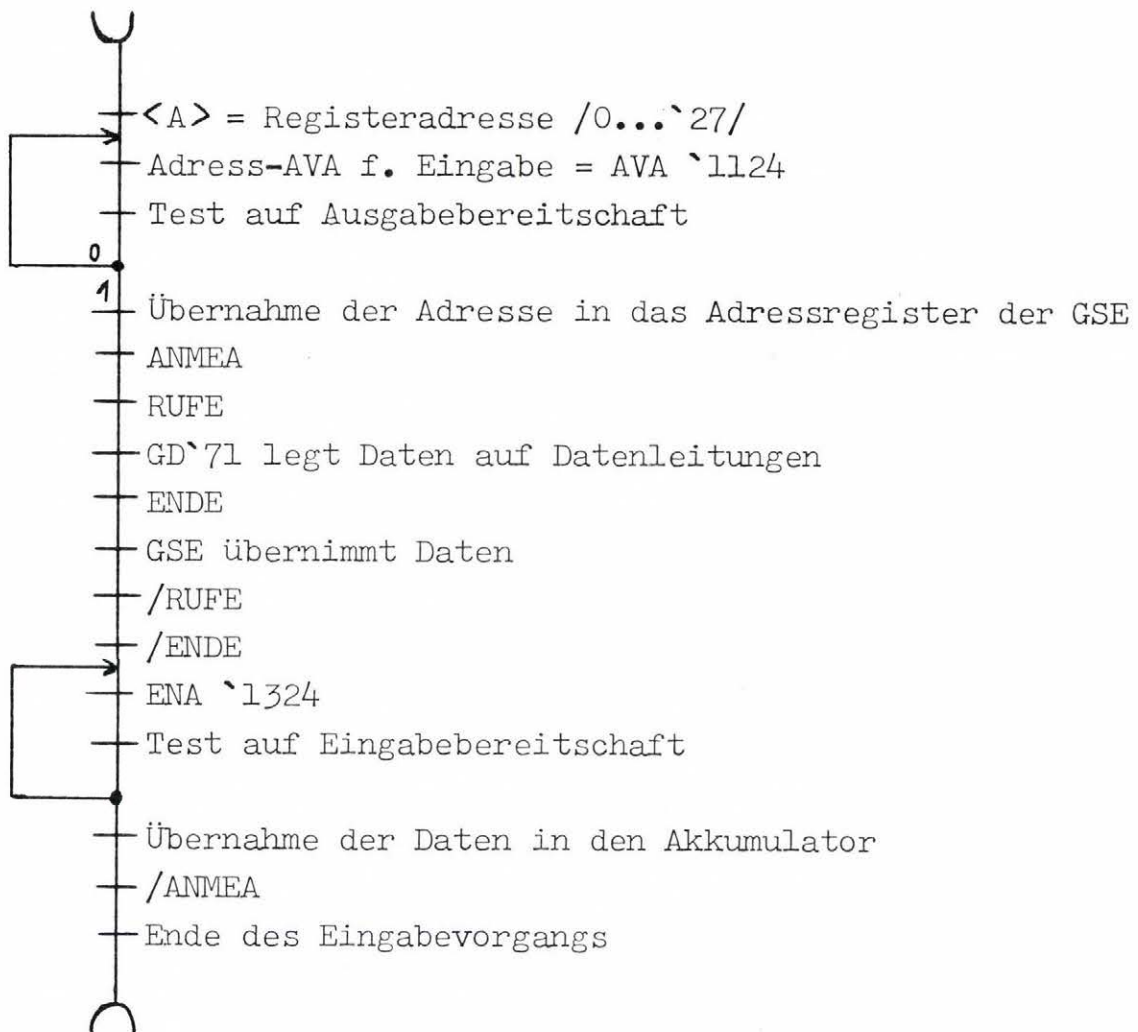 <A> = Registeradresse /0...`27/
Adress-AVA f. Eingabe = AVA `1124
Test auf Ausgabebereitschaft
0
1
Übernahme der Adresse in das Adressregister der GSE
ANMEA
RUFE
GD`71 legt Daten auf Datenleitungen
ENDE
GSE übernimmt Daten
/RUFE
/ENDE
ENA `1324
Test auf Eingabebereitschaft
Übernahme der Daten in den Akkumulator
/ANMEA
Ende des Eingabevorgangs